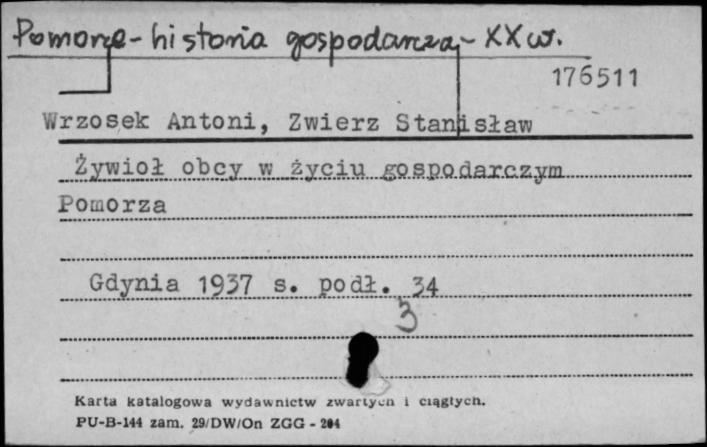 Pomorze - historia gospodarcza - XX w.
176511
Wrzosek Antoni, Zwierz Stanisław
Żywioł obcy w życiu gospodarczym
Pomorza
Gdynia 1937 s. podł. 34
3
Karta katalogowa wydawnictw zwartych i ciągłych.
PU-B-144 zam. 29/DW/On ZGG - 204